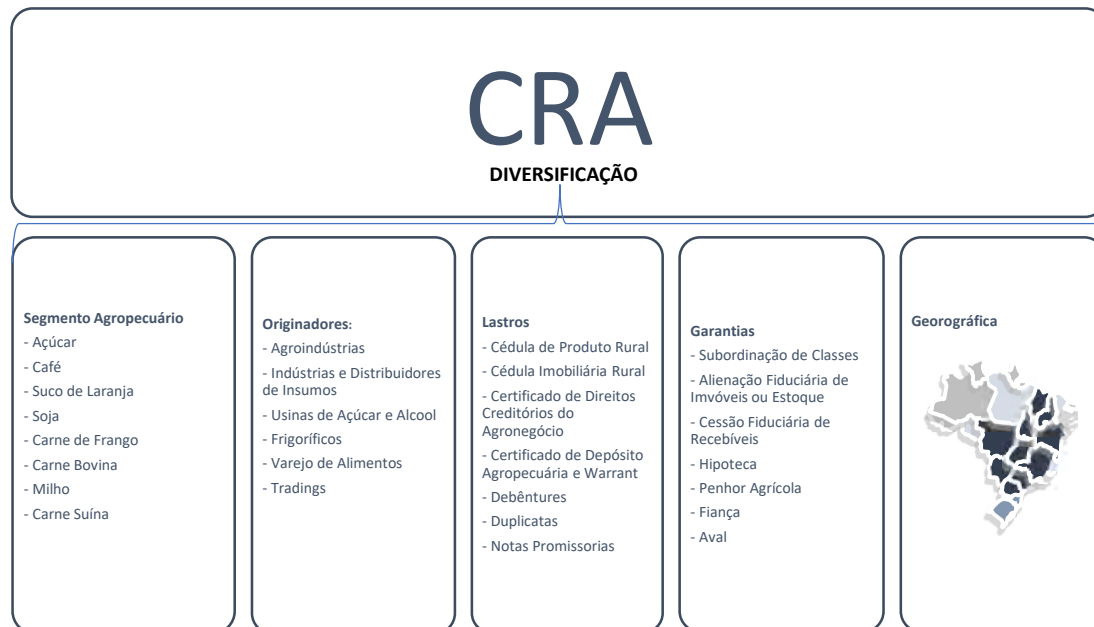 CRA
DIVERSIFICAÇÃO
Segmento Agropecuário
- Açúcar
- Café
- Suco de Laranja
- Soja
- Carne de Frango
- Carne Bovina
- Milho
- Carne Suína
Originadores:
- Agroindústrias
- Indústrias e Distribuidores
de Insumos
- Usinas de Açúcar e Alcool
- Frigoríficos
- Varejo de Alimentos
- Tradings
Lastros
- Cédula de Produto Rural
- Cédula Imobiliária Rural
- Certificado de Direitos
Creditórios do
Agronegócio
- Certificado de Depósito
Agropecuária e Warrant
- Debêntures
- Duplicatas
- Notas Promissorias
Garantias
- Subordinação de Classes
- Alienação Fiduciária de
Imvóveis ou Estoque
- Cessão Fiduciária de
Recebíveis
- Hipoteca
- Penhor Agrícola
- Fiança
- Aval
Georográfica